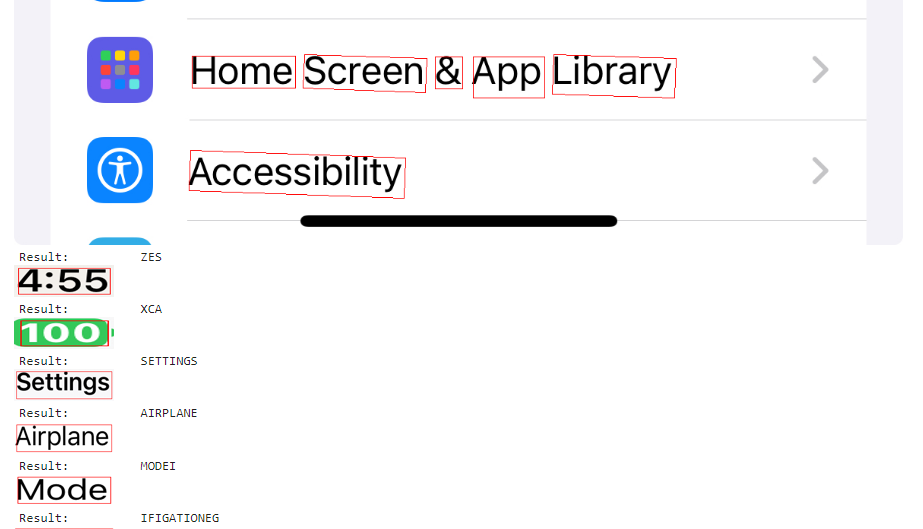 Home Screen & App Library
Accessibility
Result: ZES
4:55
Result: XCA
100
Result: SETTINGS
Settings
Result: AIRPLANE
Airplane
Result: MODEI
Mode
Result: IFIGATIONEG